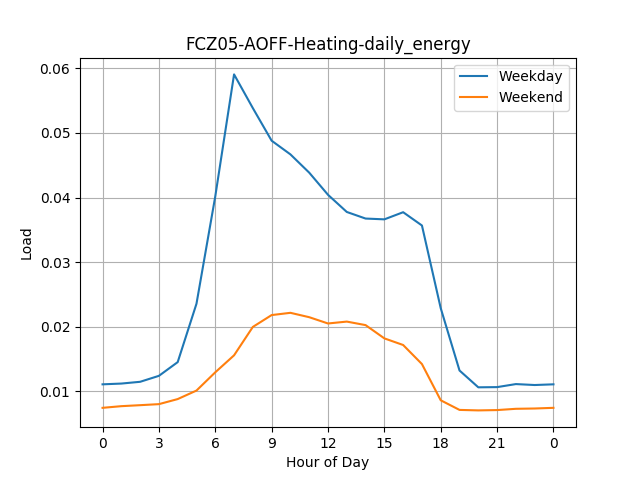 FCZ05-AOFF-Heating-daily_energy
Weekday
Weekend
0.06
0.05
0.04
0.03
0.02
0.01
Load
0 3 6 9 12 15 18 21 0
Hour of Day